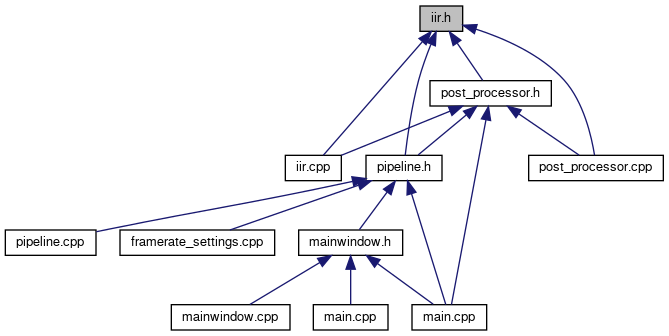 iir.h
post_processor.h
iir.cpp
pipeline.h
post_processor.cpp
pipeline.cpp
framerate_settings.cpp
mainwindow.h
mainwindow.cpp
main.cpp
main.cpp